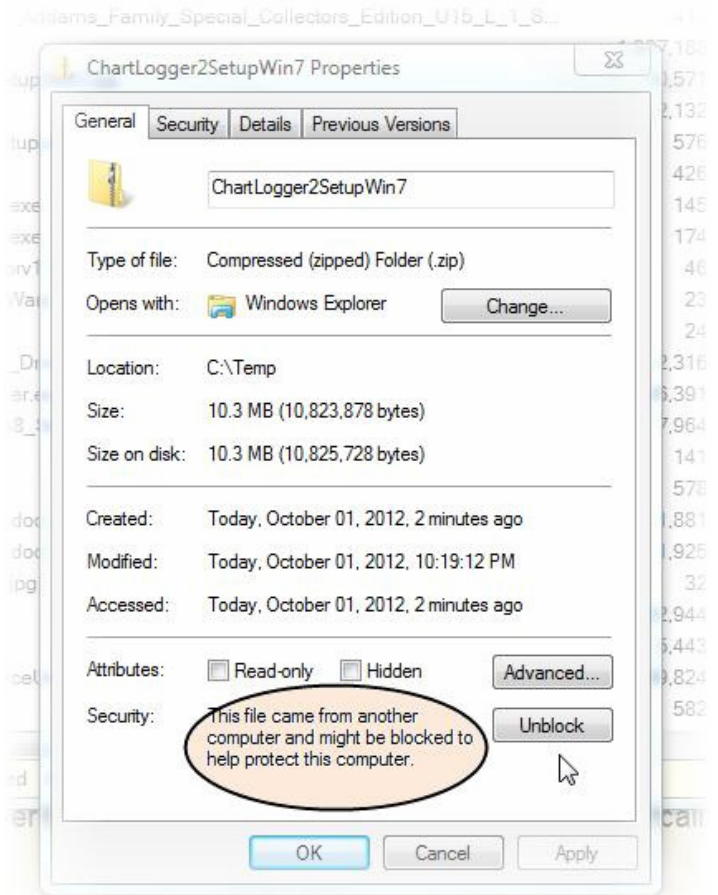 _Addams_Family_Special_Collectors_Edition_U15_L_1_S...
ChartLogger2SetupWin7 Properties
General Security Details Previous Versions
ChartLogger2SetupWin7
Type of file: Compressed (zipped) Folder (.zip)
Opens with: Windows Explorer Change...
Location: C:\Temp
Size: 10.3 MB (10,823,878 bytes)
Size on disk: 10.3 MB (10,825,728 bytes)
Created: Today, October 01, 2012, 2 minutes ago
Modified: Today, October 01, 2012, 10:19:12 PM
Accessed: Today, October 01, 2012, 2 minutes ago
Attributes: Read-only Hidden Advanced...
Security: This file came from another
computer and might be blocked to
help protect this computer.
Unblock
OK Cancel Apply